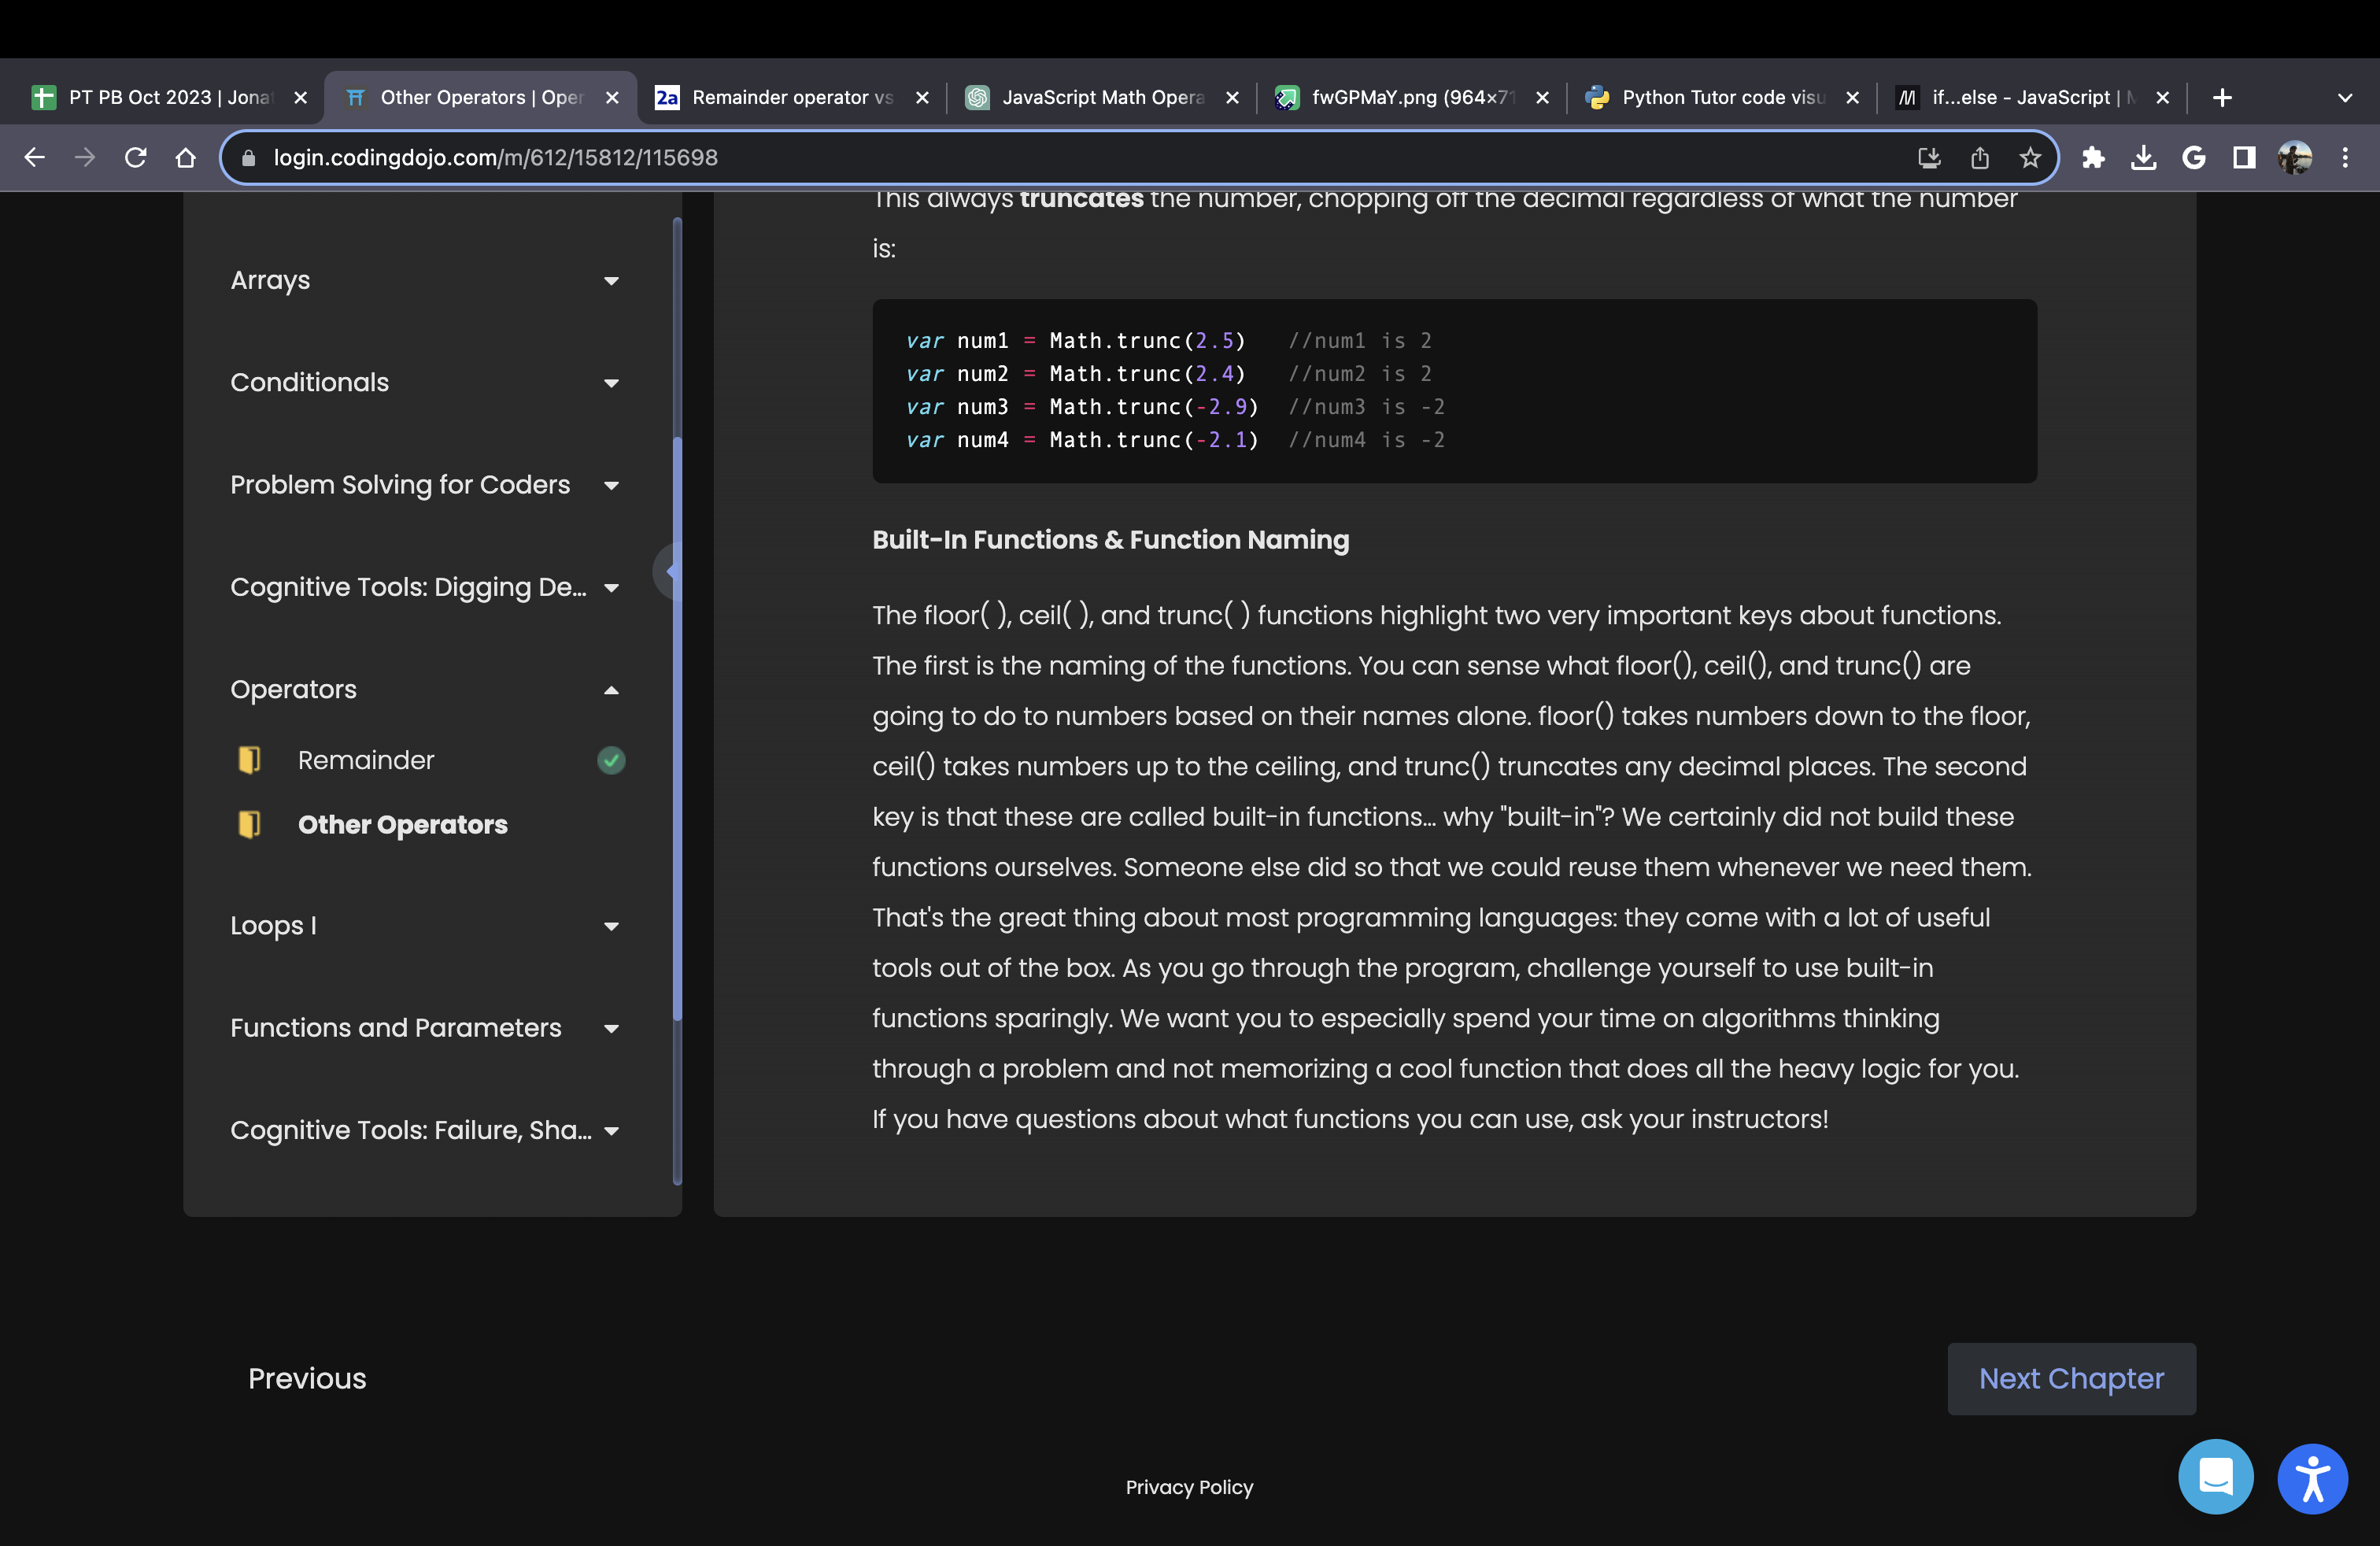 PT PB Oct 2023 | Jona
Other Operators | Oper
2a Remainder operator vs
JavaScript Math Opera
fwGPMaY.png (964×71
Python Tutor code visu
if...else - JavaScript |
login.codingdojo.com/m/612/15812/115698
Arrays
Conditionals
Problem Solving for Coders
Cognitive Tools: Digging De...
Operators
Remainder
Other Operators
Loops I
Functions and Parameters
Cognitive Tools: Failure, Sha...
This always truncates the number, chopping off the decimal regardless of what the number
is:
var num1 = Math.trunc(2.5) //num1 is 2
var num2 = Math.trunc(2.4) //num2 is 2
var num3 = Math.trunc(-2.9) //num3 is -2
var num4 = Math.trunc(-2.1) //num4 is -2
Built-In Functions & Function Naming
The floor( ), ceil( ), and trunc( ) functions highlight two very important keys about functions.
The first is the naming of the functions. You can sense what floor(), ceil(), and trunc() are
going to do to numbers based on their names alone. floor() takes numbers down to the floor,
ceil() takes numbers up to the ceiling, and trunc() truncates any decimal places. The second
key is that these are called built-in functions... why "built-in"? We certainly did not build these
functions ourselves. Someone else did so that we could reuse them whenever we need them.
That's the great thing about most programming languages: they come with a lot of useful
tools out of the box. As you go through the program, challenge yourself to use built-in
functions sparingly. We want you to especially spend your time on algorithms thinking
through a problem and not memorizing a cool function that does all the heavy logic for you.
If you have questions about what functions you can use, ask your instructors!
Previous
Next Chapter
Privacy Policy